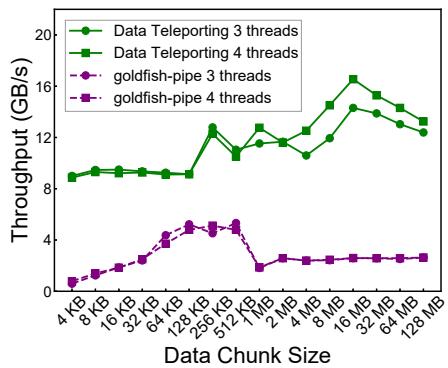 Data Teleporting 3 threads
Data Teleporting 4 threads
goldfish-pipe 3 threads
goldfish-pipe 4 threads
Throughput (GB/s)
20
16
12
8
4
0
4 KB
8 KB
16 KB
32 KB
64 KB
128 KB
256 KB
512 KB
1 MB
2 MB
4 MB
8 MB
16 MB
32 MB
64 MB
128 MB
Data Chunk Size